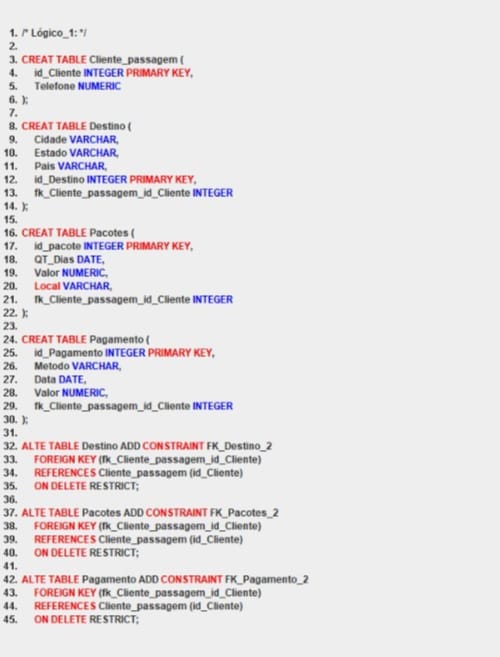 1. /* Lógico_1: */
2.
3. CREAT TABLE Cliente_passagem (
4. id_Cliente INTEGER PRIMARY KEY,
5. Telefone NUMERIC
6. );
7.
8. CREAT TABLE Destino (
9. Cidade VARCHAR,
10. Estado VARCHAR,
11. Pais VARCHAR,
12. id_Destino INTEGER PRIMARY KEY,
13. fk_Cliente_passagem_id_Cliente INTEGER
14. );
15.
16. CREAT TABLE Pacotes (
17. id_pacote INTEGER PRIMARY KEY,
18. QT_Dias DATE,
19. Valor NUMERIC,
20. Local VARCHAR,
21. fk_Cliente_passagem_id_Cliente INTEGER
22. );
23.
24. CREAT TABLE Pagamento (
25. id_Pagamento INTEGER PRIMARY KEY,
26. Metodo VARCHAR,
27. Data DATE,
28. Valor NUMERIC,
29. fk_Cliente_passagem_id_Cliente INTEGER
30. );
31.
32. ALTE TABLE Destino ADD CONSTRAINT FK_Destino_2
33. FOREIGN KEY (fk_Cliente_passagem_id_Cliente)
34. REFERENCES Cliente_passagem (id_Cliente)
35. ON DELETE RESTRICT;
36.
37. ALTE TABLE Pacotes ADD CONSTRAINT FK_Pacotes_2
38. FOREIGN KEY (fk_Cliente_passagem_id_Cliente)
39. REFERENCES Cliente_passagem (id_Cliente)
40. ON DELETE RESTRICT;
41.
42. ALTE TABLE Pagamento ADD CONSTRAINT FK_Pagamento_2
43. FOREIGN KEY (fk_Cliente_passagem_id_Cliente)
44. REFERENCES Cliente_passagem (id_Cliente)
45. ON DELETE RESTRICT;